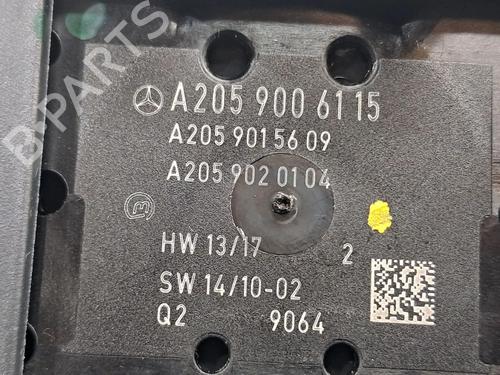 A205 900 61 15
A205 901 56 09
A205 902 01 04
HW 13/17 2
SW 14/10-02
Q2 9064
B-PARTS